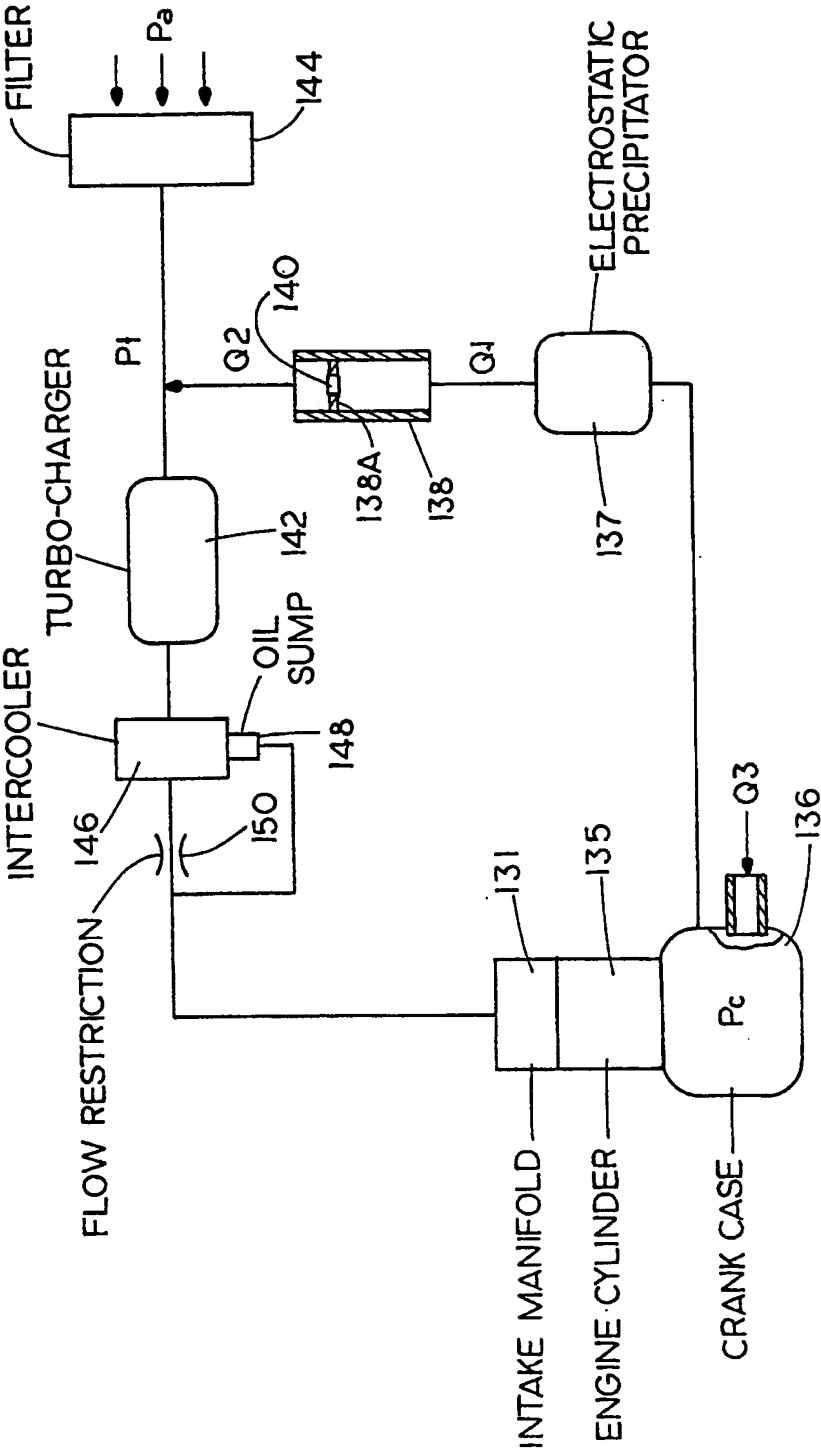 FILTER
Pa
144
TURBO-CHARGER
P1
Q2
140
INTERCOOLER
142
138A
138
Q1
ELECTROSTATIC
PRECIPITATOR
137
OIL
SUMP
148
146
150
FLOW RESTRICTION
131
135
Q3
136
Pc
INTAKE MANIFOLD
ENGINE CYLINDER
CRANK CASE